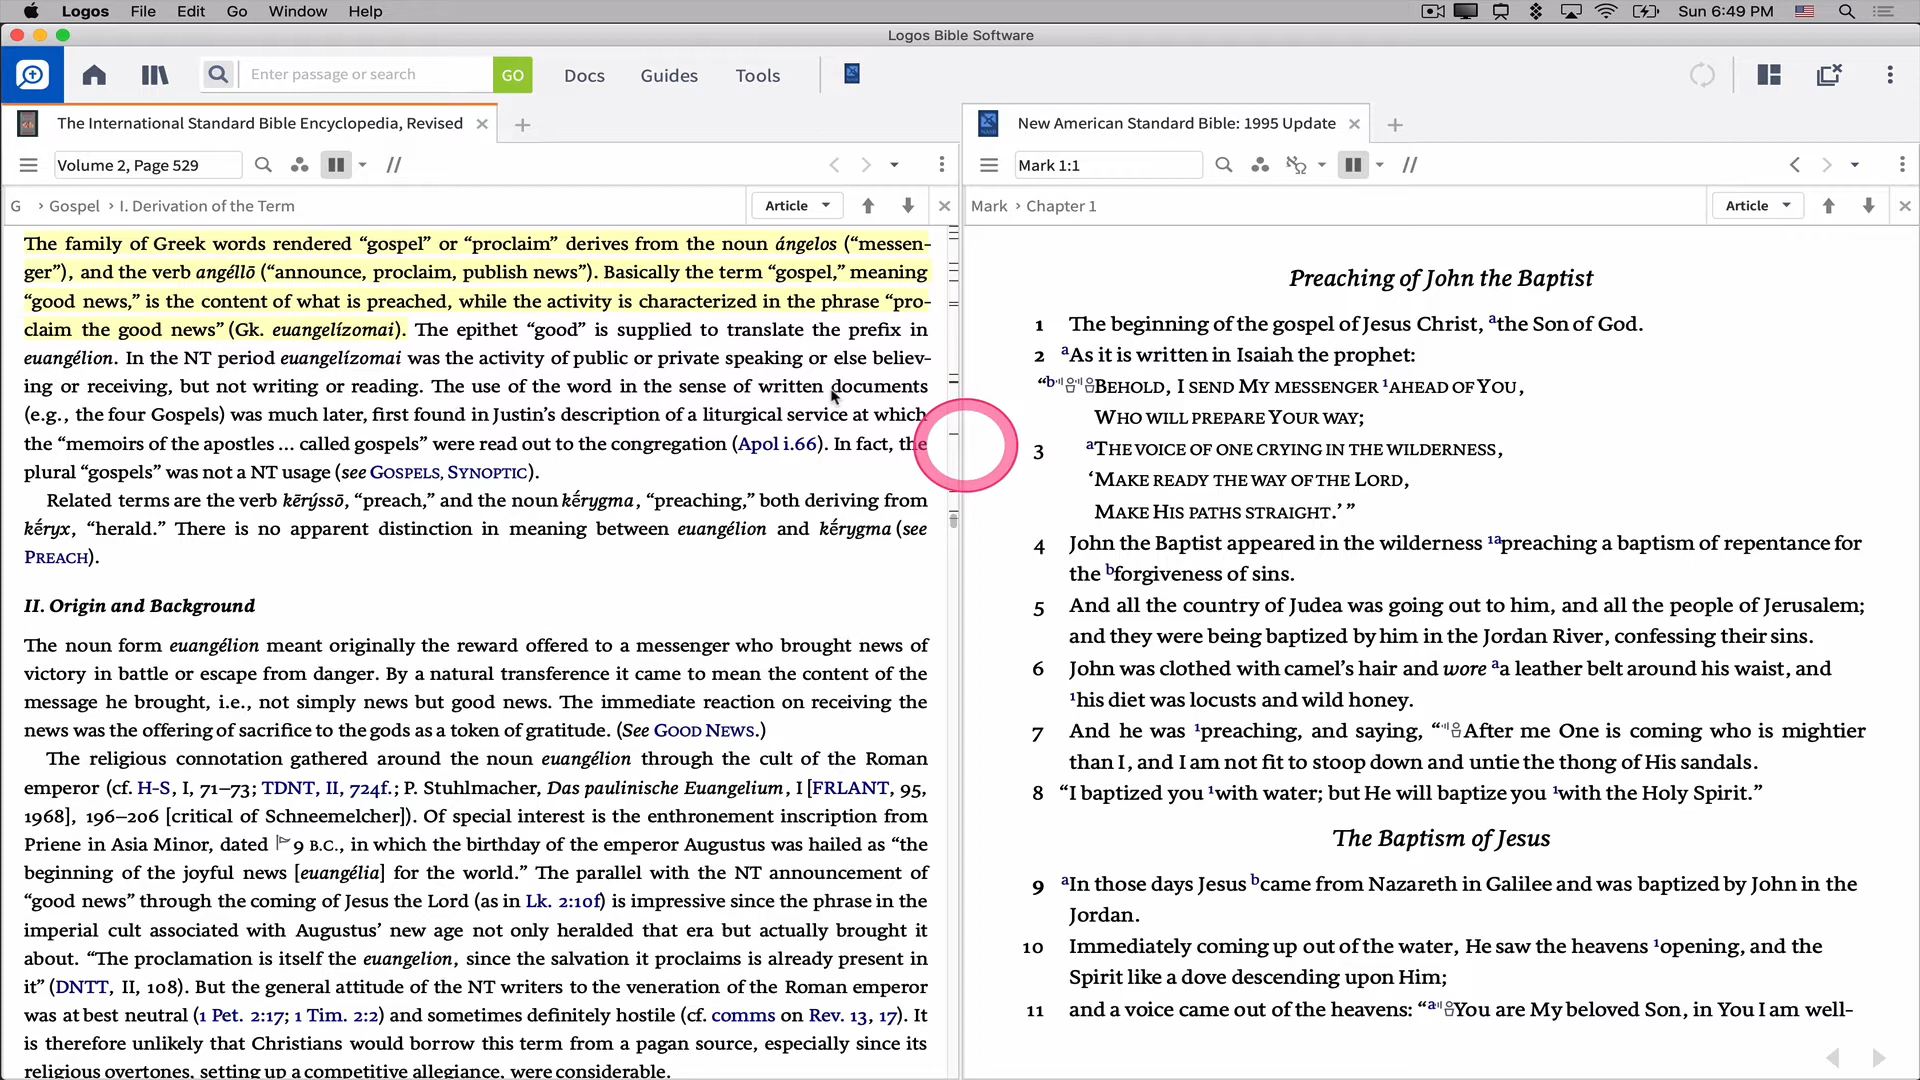 Logos File Edit Go Window Help Sun 6:49 PM
Logos Bible Software
Enter passage or search GO Docs Guides Tools
The International Standard Bible Encyclopedia, Revised
Volume 2, Page 529
G › Gospel › I. Derivation of the Term Article
The family of Greek words rendered “gospel” or “proclaim” derives from the noun ángelos (“messen-
ger”), and the verb angéllō (“announce, proclaim, publish news”). Basically the term “gospel,” meaning
“good news,” is the content of what is preached, while the activity is characterized in the phrase “pro-
claim the good news” (Gk. euangelízomai). The epithet “good” is supplied to translate the prefix in
euangélion. In the NT period euangelízomai was the activity of public or private speaking or else believ-
ing or receiving, but not writing or reading. The use of the word in the sense of written documents
(e.g., the four Gospels) was much later, first found in Justin’s description of a liturgical service at which
the “memoirs of the apostles … called gospels” were read out to the congregation (Apol i.66). In fact, the
plural “gospels” was not a NT usage (see GOSPELS, SYNOPTIC).
Related terms are the verb kērýssō, “preach,” and the noun kḗrygma, “preaching,” both deriving from
kḗryx, “herald.” There is no apparent distinction in meaning between euangélion and kḗrygma (see
PREACH).
II. Origin and Background
The noun form euangélion meant originally the reward offered to a messenger who brought news of
victory in battle or escape from danger. By a natural transference it came to mean the content of the
message he brought, i.e., not simply news but good news. The immediate reaction on receiving the
news was the offering of sacrifice to the gods as a token of gratitude. (See GOOD NEWS.)
The religious connotation gathered around the noun euangélion through the cult of the Roman
emperor (cf. H-S, I, 71–73; TDNT, II, 724f.; P. Stuhlmacher, Das paulinische Euangelium, I [FRLANT, 95,
1968], 196–206 [critical of Schneemelcher]). Of special interest is the enthronement inscription from
Priene in Asia Minor, dated 9 B.C., in which the birthday of the emperor Augustus was hailed as “the
beginning of the joyful news [euangélia] for the world.” The parallel with the NT announcement of
“good news” through the coming of Jesus the Lord (as in Lk. 2:10f) is impressive since the phrase in the
imperial cult associated with Augustus’ new age not only heralded that era but actually brought it
about. “The proclamation is itself the euangelion, since the salvation it proclaims is already present in
it” (DNTT, II, 108). But the general attitude of the NT writers to the veneration of the Roman emperor
was at best neutral (1 Pet. 2:17; 1 Tim. 2:2) and sometimes definitely hostile (cf. comms on Rev. 13, 17). It
is therefore unlikely that Christians would borrow this term from a pagan source, especially since its
religious overtones, setting up a competitive allegiance, were considerable.
New American Standard Bible: 1995 Update
Mark 1:1
Mark › Chapter 1 Article
Preaching of John the Baptist
1 The beginning of the gospel of Jesus Christ, athe Son of God.
2 aAs it is written in Isaiah the prophet:
“bBEHOLD, I SEND MY MESSENGER 1AHEAD OF YOU,
WHO WILL PREPARE YOUR WAY;
3 aTHE VOICE OF ONE CRYING IN THE WILDERNESS,
‘MAKE READY THE WAY OF THE LORD,
MAKE HIS PATHS STRAIGHT.’ ”
4 John the Baptist appeared in the wilderness 1apreaching a baptism of repentance for
the bforgiveness of sins.
5 And all the country of Judea was going out to him, and all the people of Jerusalem;
and they were being baptized by him in the Jordan River, confessing their sins.
6 John was clothed with camel’s hair and wore aa leather belt around his waist, and
1his diet was locusts and wild honey.
7 And he was 1preaching, and saying, “After me One is coming who is mightier
than I, and I am not fit to stoop down and untie the thong of His sandals.
8 “I baptized you 1with water; but He will baptize you 1with the Holy Spirit.”
The Baptism of Jesus
9 aIn those days Jesus bcame from Nazareth in Galilee and was baptized by John in the
Jordan.
10 Immediately coming up out of the water, He saw the heavens 1opening, and the
Spirit like a dove descending upon Him;
11 and a voice came out of the heavens: “aYou are My beloved Son, in You I am well-